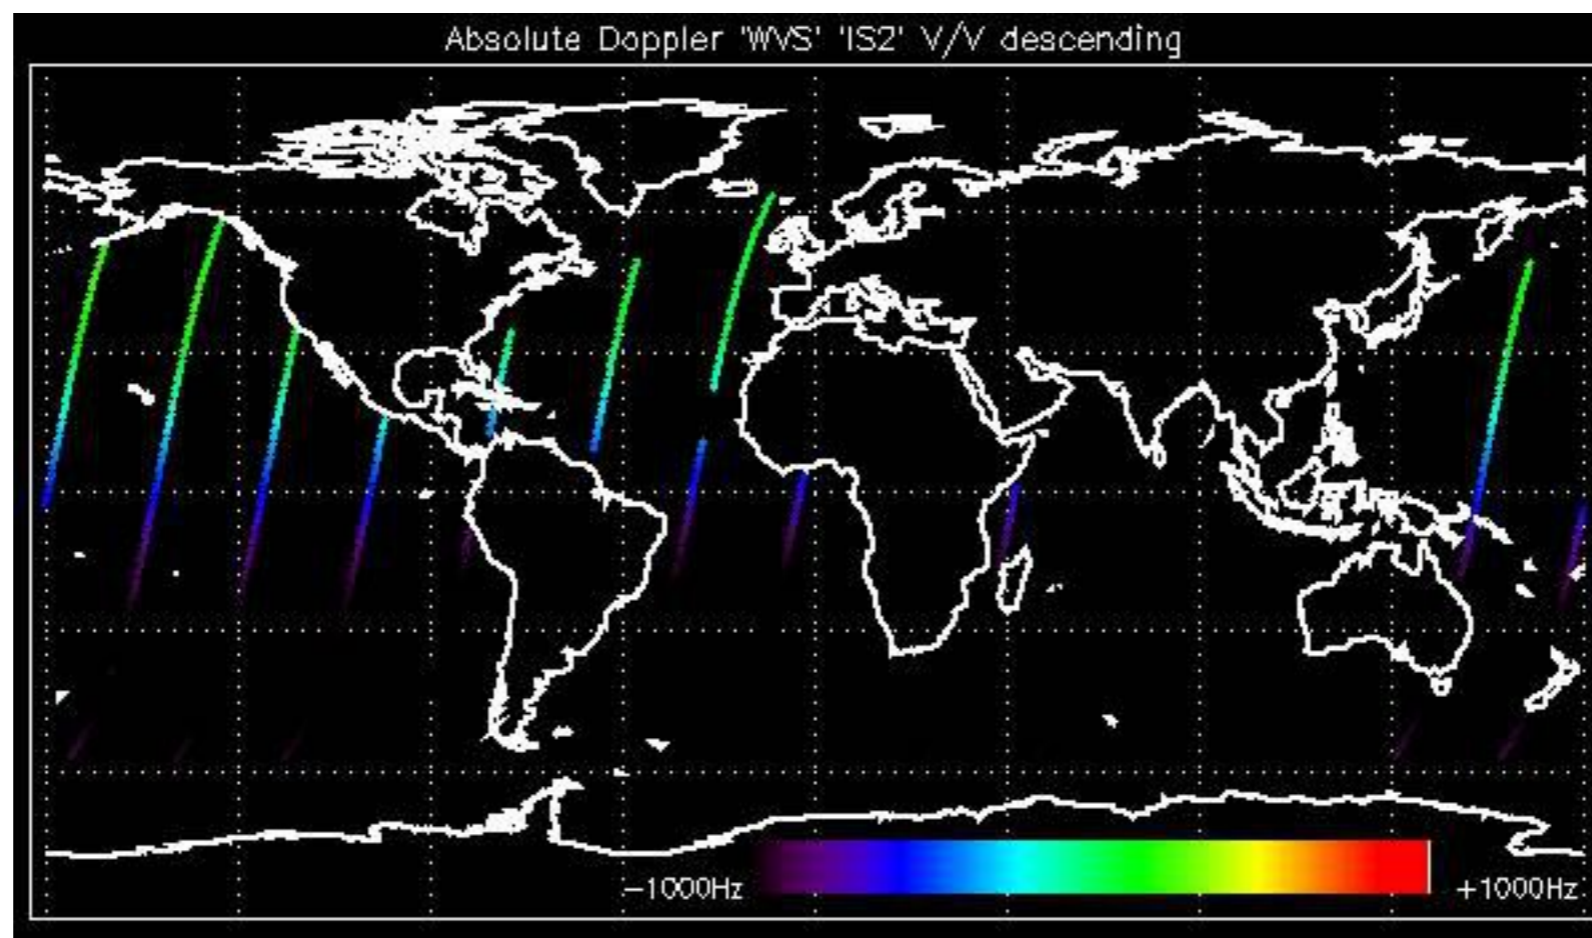 Absolute Doppler 'WVS' 'IS2' V/V descending
−1000Hz
+1000Hz